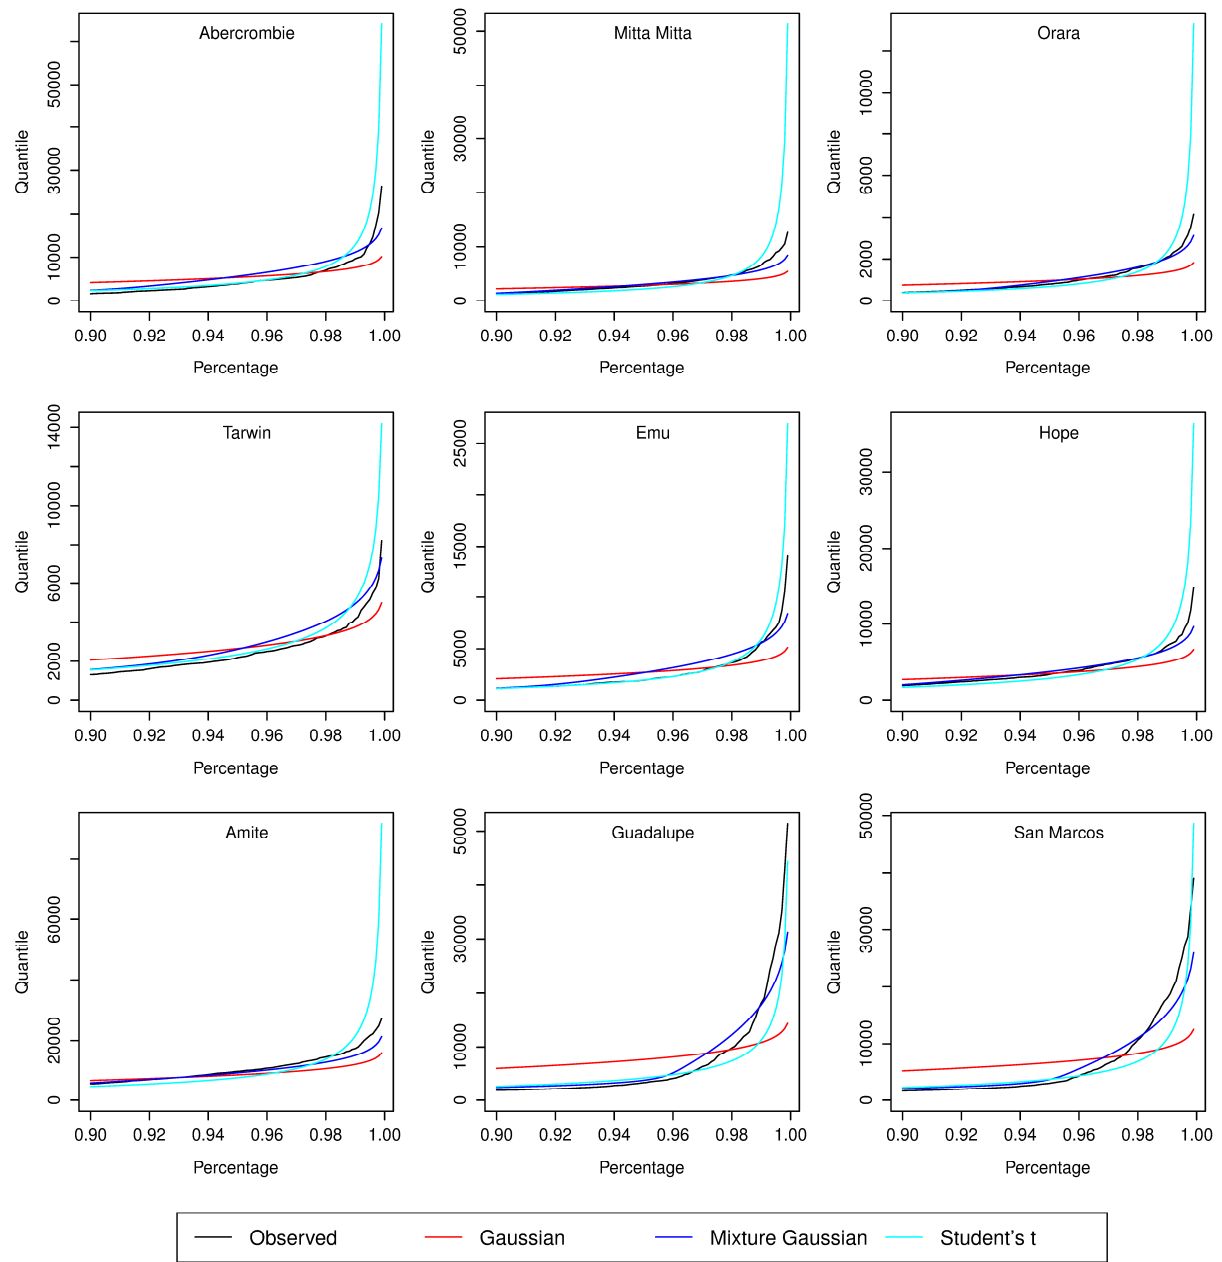 Abercrombie
Quantile
0 10000 30000 50000
0.90 0.92 0.94 0.96 0.98 1.00
Percentage
Mitta Mitta
Quantile
0 10000 30000 50000
0.90 0.92 0.94 0.96 0.98 1.00
Percentage
Orara
Quantile
0 2000 6000 10000
0.90 0.92 0.94 0.96 0.98 1.00
Percentage
Tarwin
Quantile
0 2000 6000 10000 14000
0.90 0.92 0.94 0.96 0.98 1.00
Percentage
Emu
Quantile
0 5000 15000 25000
0.90 0.92 0.94 0.96 0.98 1.00
Percentage
Hope
Quantile
0 10000 20000 30000
0.90 0.92 0.94 0.96 0.98 1.00
Percentage
Amite
Quantile
0 20000 60000
0.90 0.92 0.94 0.96 0.98 1.00
Percentage
Guadalupe
Quantile
0 10000 30000 50000
0.90 0.92 0.94 0.96 0.98 1.00
Percentage
San Marcos
Quantile
0 10000 30000 50000
0.90 0.92 0.94 0.96 0.98 1.00
Percentage
Observed Gaussian Mixture Gaussian Student's t